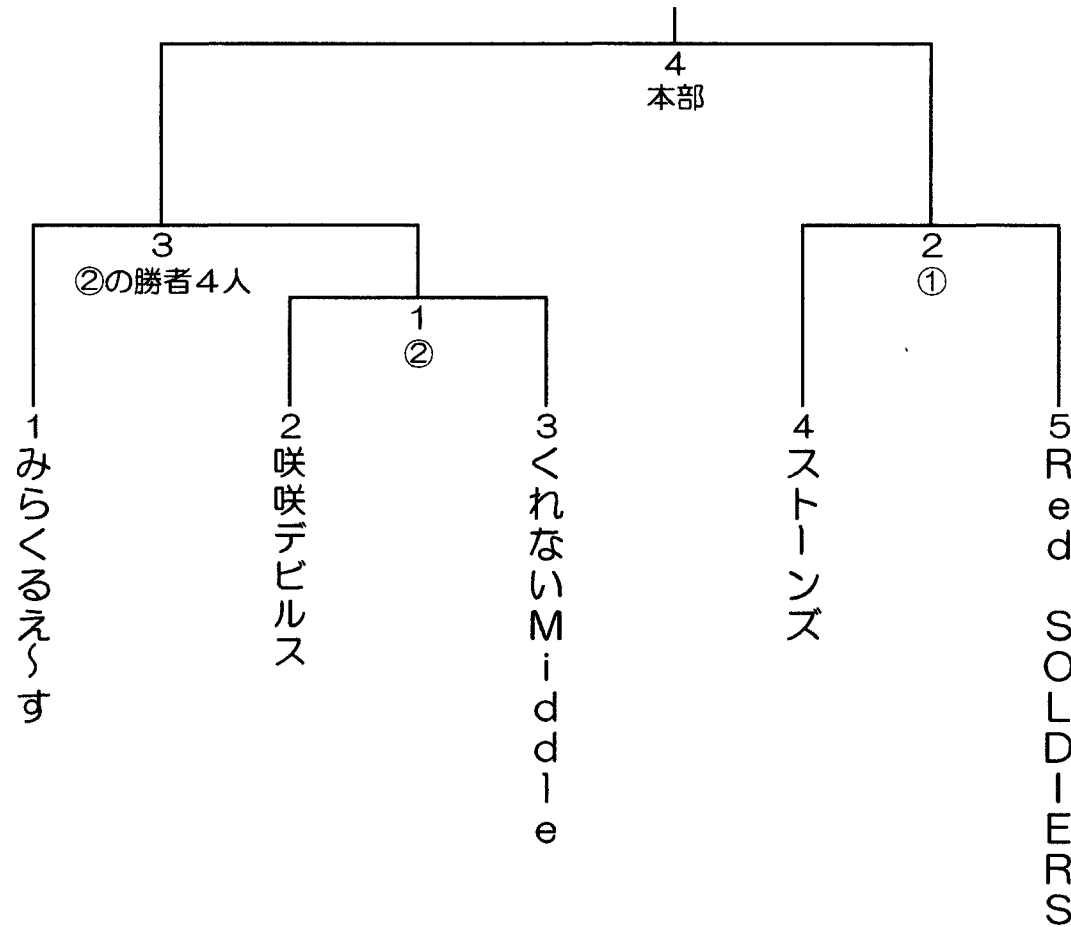 4
本部
3
②の勝者4人
2
①
1
②
1みらくるえ～す
2咲咲デビルス
3くれないMiddle
4ストーンズ
5Red SOLDIERS